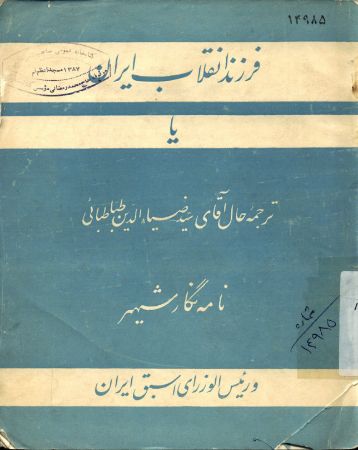 ۱۴۹۸۵
فرزند انقلاب ایران
یا
ترجمهٔ حال آقای سید ضیاءالدین طباطبائی
نامه نگار شهیر
و رئیس الوزرای اسبق ایران